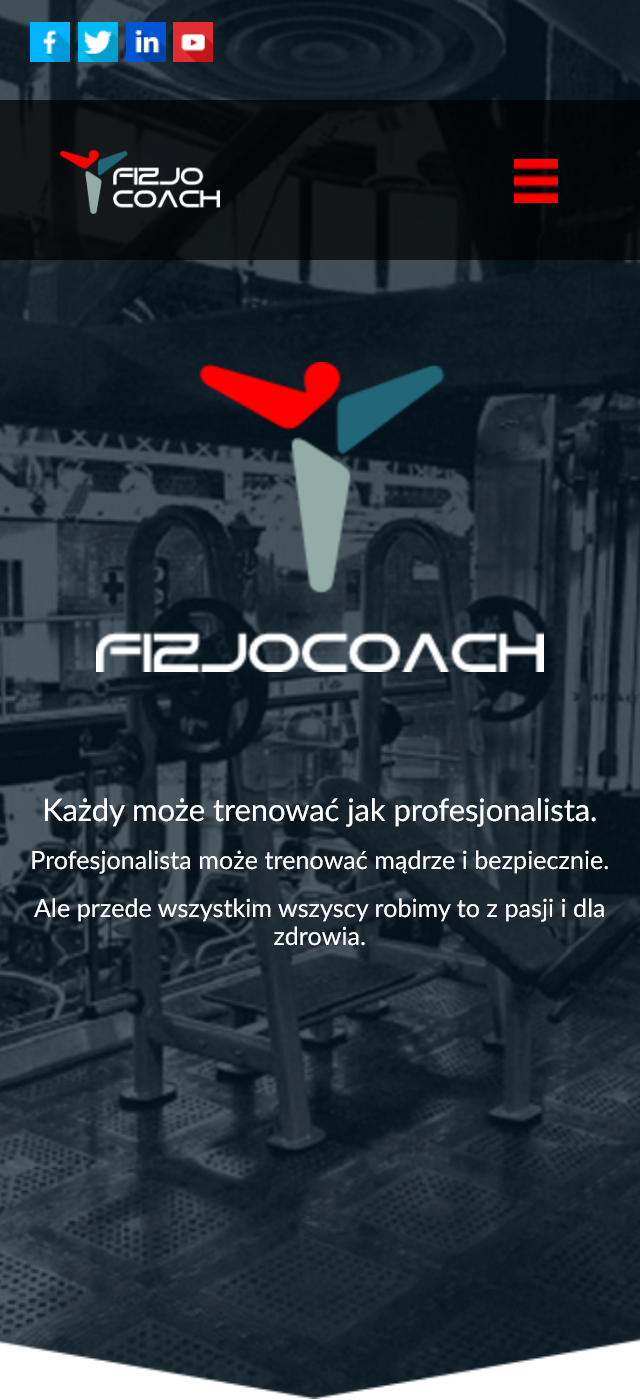 FIZJO
COACH
FIZJOCOACH
Każdy może trenować jak profesjonalista.
Profesjonalista może trenować mądrze i bezpiecznie.
Ale przede wszystkim wszyscy robimy to z pasji i dla
zdrowia.